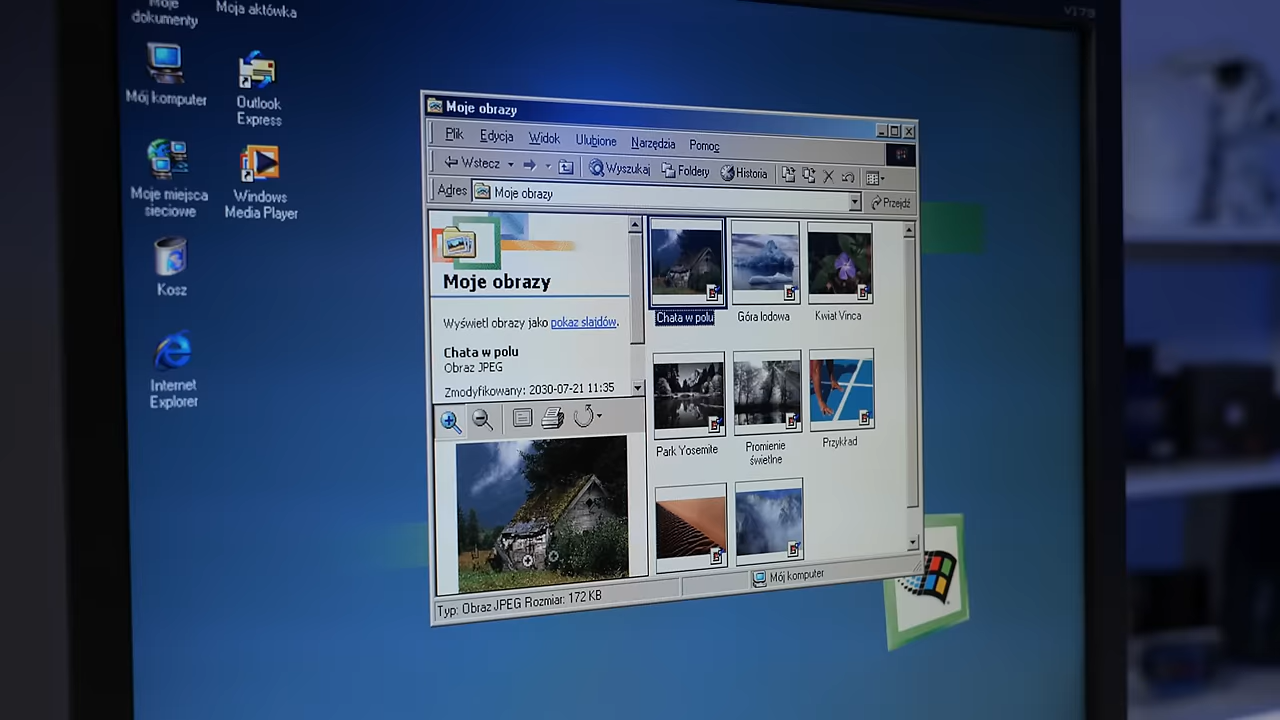 Moje
dokumenty
Moja aktówka
Mój komputer
Outlook
Express
Moje miejsca
sieciowe
Windows
Media Player
Kosz
Internet
Explorer
V173
Moje obrazy
Plik Edycja Widok Ulubione Narzędzia Pomoc
Wstecz Wyszukaj Foldery Historia
Adres Moje obrazy Przejdź
Moje obrazy
Wyświetl obrazy jako pokaz slajdów.
Chata w polu
Obraz JPEG
Zmodyfikowany: 2030-07-21 11:35
Chata w polu Góra lodowa Kwiat Vinca
Park Yosemite Promienie
świetlne
Przykład
Typ: Obraz JPEG Rozmiar: 172 KB
Mój komputer